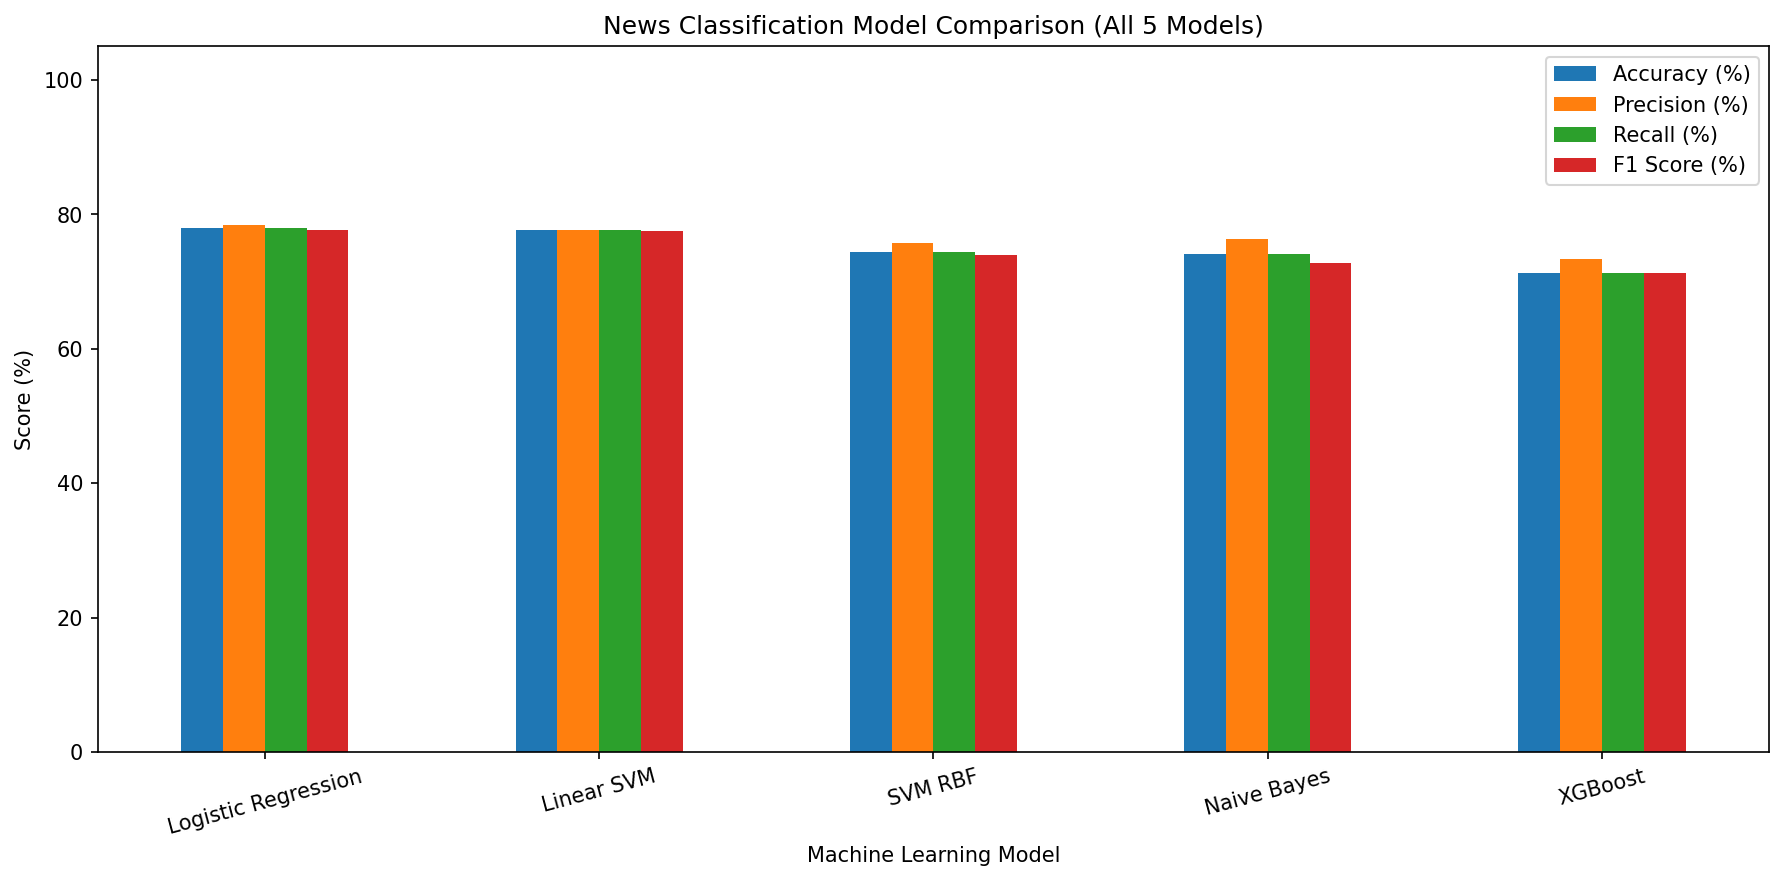 News Classification Model Comparison (All 5 Models)
Accuracy (%)
Precision (%)
Recall (%)
F1 Score (%)
Score (%)
100
80
60
40
20
0
Logistic Regression
Linear SVM
SVM RBF
Naive Bayes
XGBoost
Machine Learning Model